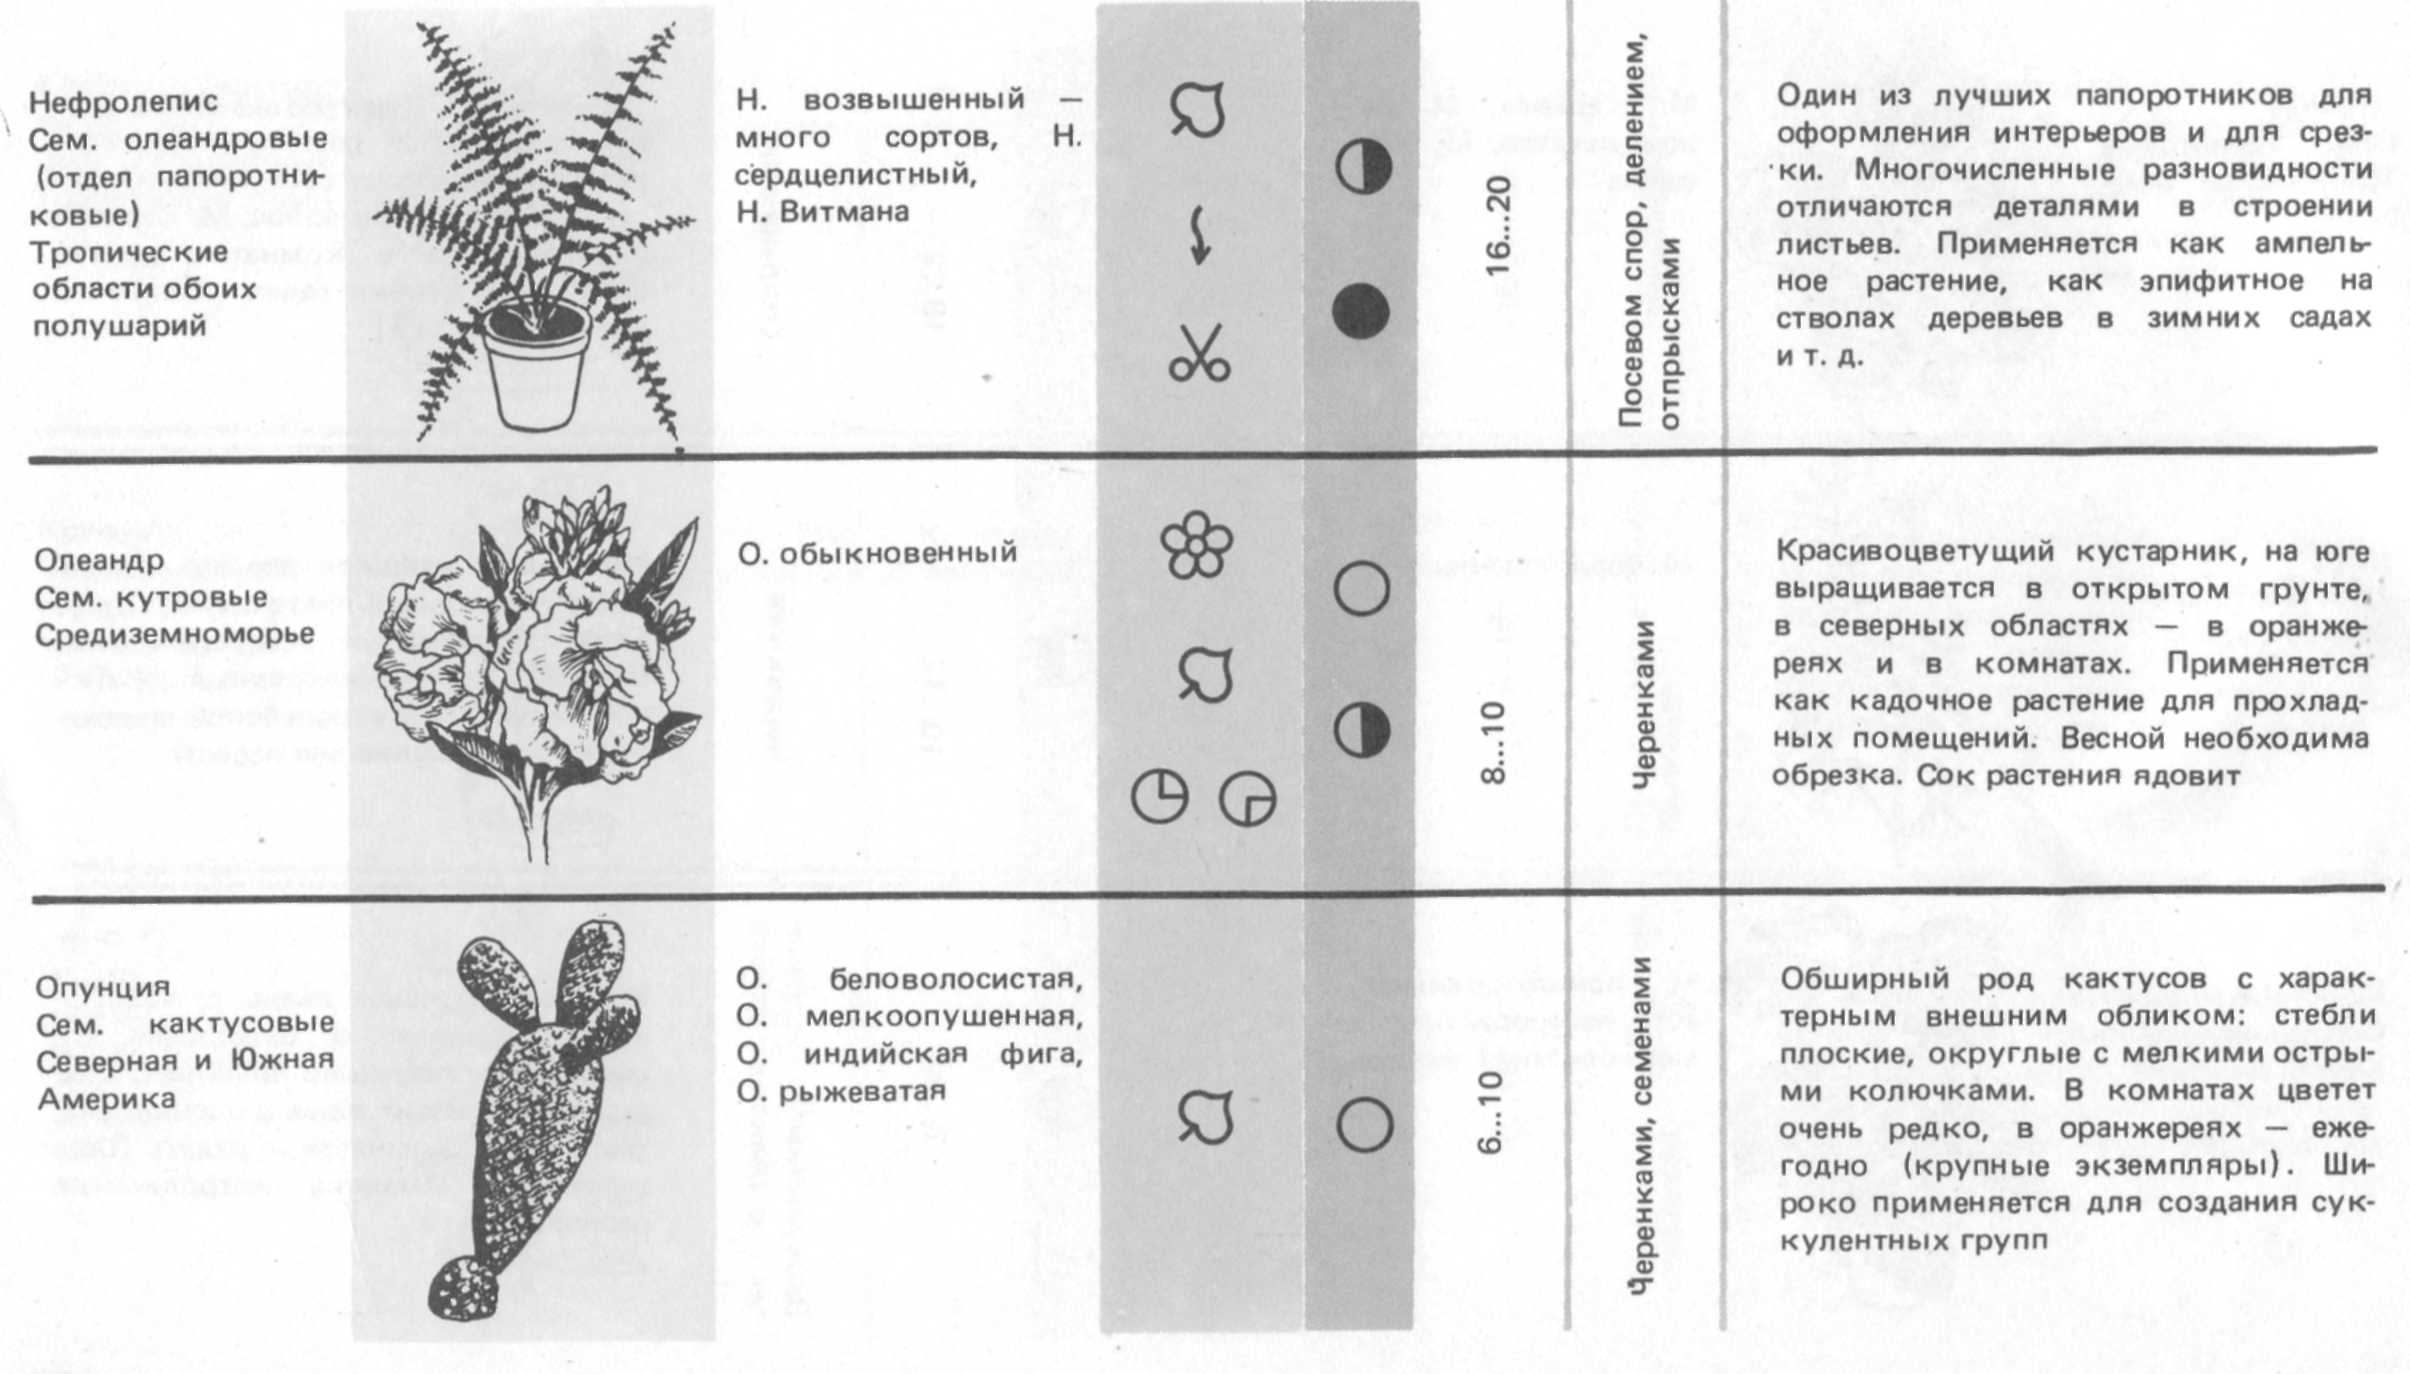 Нефролепис
Сем. олеандровые
(отдел папоротни-
ковые)
Тропические
области обоих
полушарий
Н. возвышенный —
много сортов, Н.
сердцелистный,
Н. Витмана
16...20
Посевом спор, делением,
отпрысками
Один из лучших папоротников для
оформления интерьеров и для срез-
ки. Многочисленные разновидности
отличаются деталями в строении
листьев. Применяется как ампель-
ное растение, как эпифитное на
стволах деревьев в зимних садах
и т. д.
Олеандр
Сем. кутровые
Средиземноморье
О. обыкновенный
8...10
Черенками
Красивоцветущий кустарник, на юге
выращивается в открытом грунте,
в северных областях — в оранже-
реях и в комнатах. Применяется
как кадочное растение для прохлад-
ных помещений. Весной необходима
обрезка. Сок растения ядовит
Опунция
Сем. кактусовые
Северная и Южная
Америка
О. беловолосистая,
О. мелкоопушенная,
О. индийская фига,
О. рыжеватая
6...10
Черенками, семенами
Обширный род кактусов с харак-
терным внешним обликом: стебли
плоские, округлые с мелкими остры-
ми колючками. В комнатах цветет
очень редко, в оранжереях — еже-
годно (крупные экземпляры). Ши-
роко применяется для создания сук-
кулентных групп